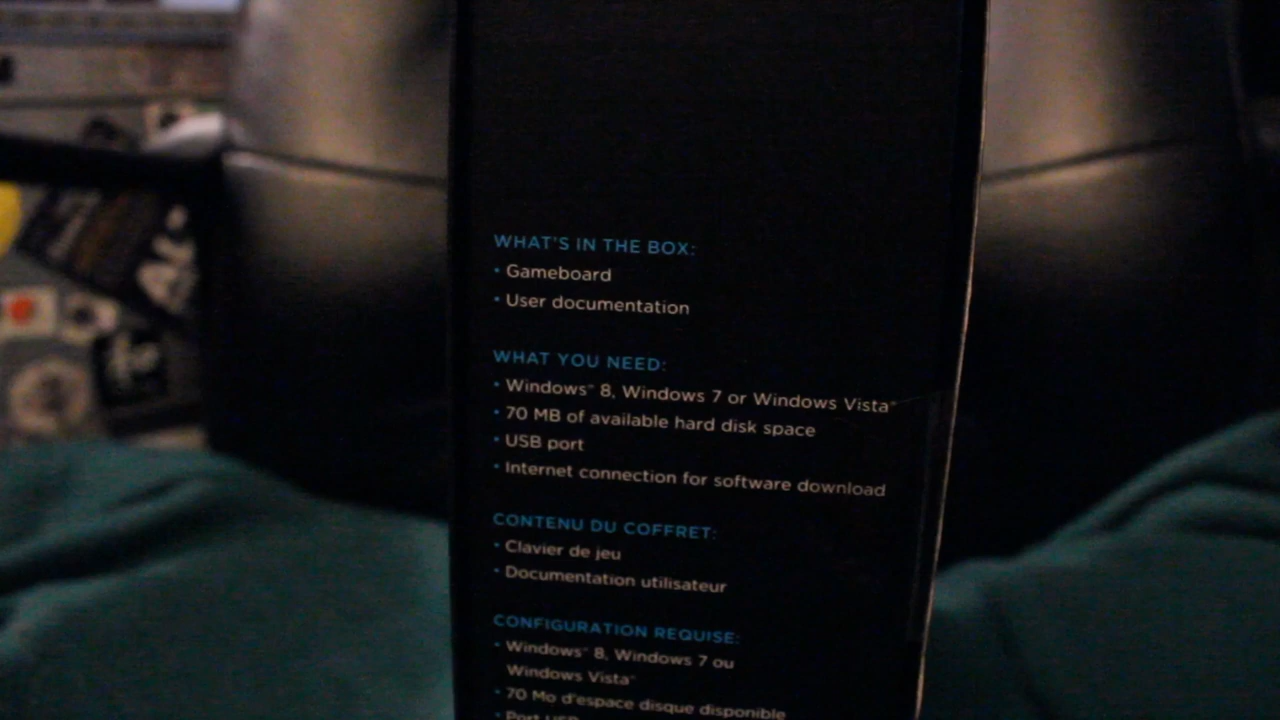 WHAT'S IN THE BOX:
• Gameboard
• User documentation
WHAT YOU NEED:
• Windows® 8, Windows 7 or Windows Vista®
• 70 MB of available hard disk space
• USB port
• Internet connection for software download
CONTENU DU COFFRET:
• Clavier de jeu
• Documentation utilisateur
CONFIGURATION REQUISE:
• Windows® 8, Windows 7 ou
Windows Vista®
• 70 Mo d'espace disque disponible
• Port USB